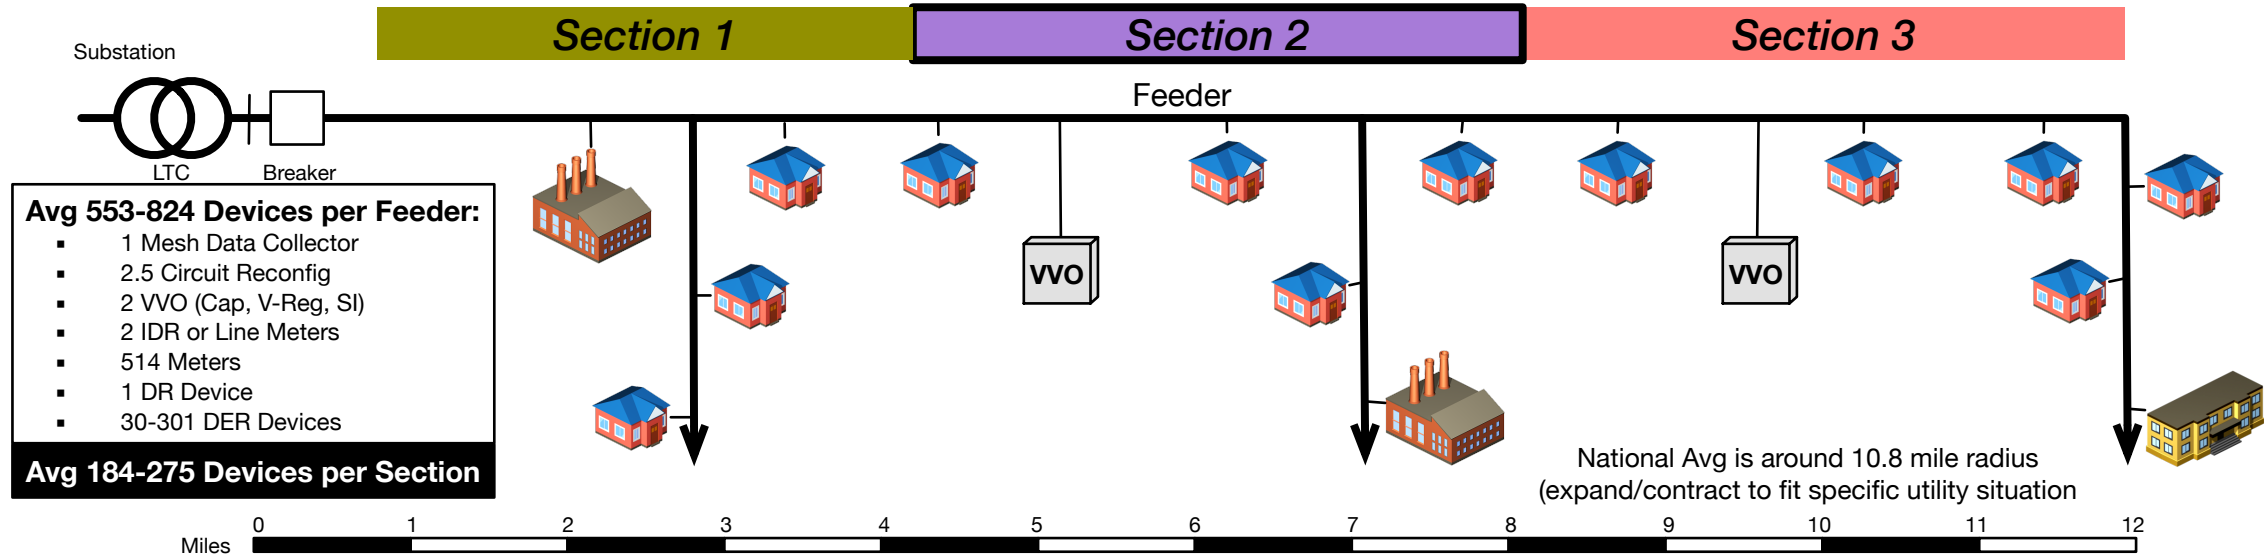 Section 1
Section 2
Section 3
Substation
Feeder
LTC
Breaker
Avg 553-824 Devices per Feeder:
▪ 1 Mesh Data Collector
▪ 2.5 Circuit Reconfig
▪ 2 VVO (Cap, V-Reg, SI)
▪ 2 IDR or Line Meters
▪ 514 Meters
▪ 1 DR Device
▪ 30-301 DER Devices
Avg 184-275 Devices per Section
VVO
VVO
National Avg is around 10.8 mile radius
(expand/contract to fit specific utility situation
0 1 2 3 4 5 6 7 8 9 10 11 12
Miles